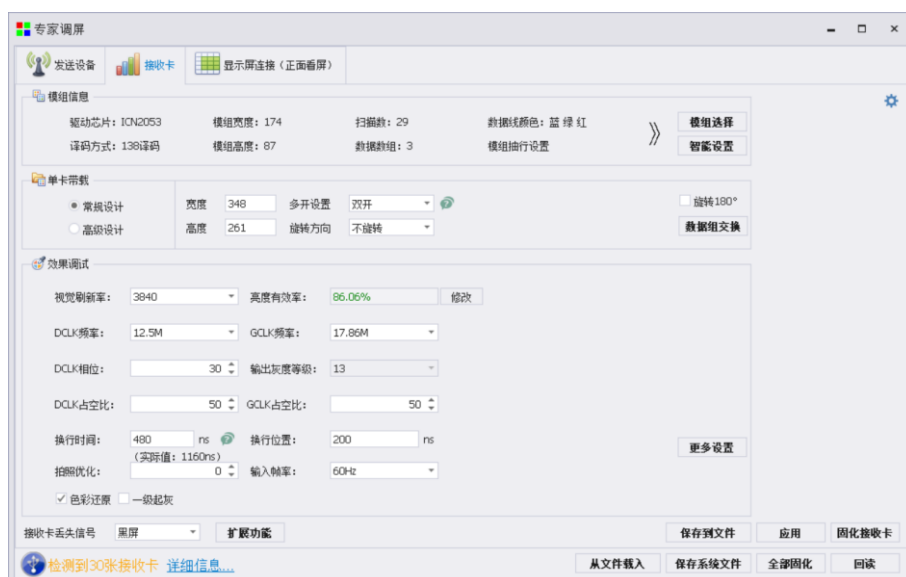 专家调屏
发送设备 接收卡 显示屏连接（正面看屏）
模组信息
驱动芯片：ICN2053 模组宽度：174 扫描数：29 数据线颜色：蓝 绿 红 模组选择
译码方式：138译码 模组高度：87 数据数组：3 模组抽行设置 智能设置
单卡带载
常规设计 宽度 348 多开设置 双开 旋转180°
高级设计 高度 261 旋转方向 不旋转 数据组交换
效果调试
视觉刷新率： 3840 亮度有效率： 86.06% 修改
DCLK频率： 12.5M GCLK频率： 17.86M
DCLK相位： 30 输出灰度等级： 13
DCLK占空比： 50 GCLK占空比： 50
换行时间： 480 ns 换行位置： 200 ns 更多设置
（实际值：1160ns）
拍照优化： 0 输入帧率： 60Hz
色彩还原 一级起灰
接收卡丢失信号 黑屏 扩展功能 保存到文件 应用 固化接收卡
检测到30张接收卡 详细信息... 从文件载入 保存系统文件 全部固化 回读